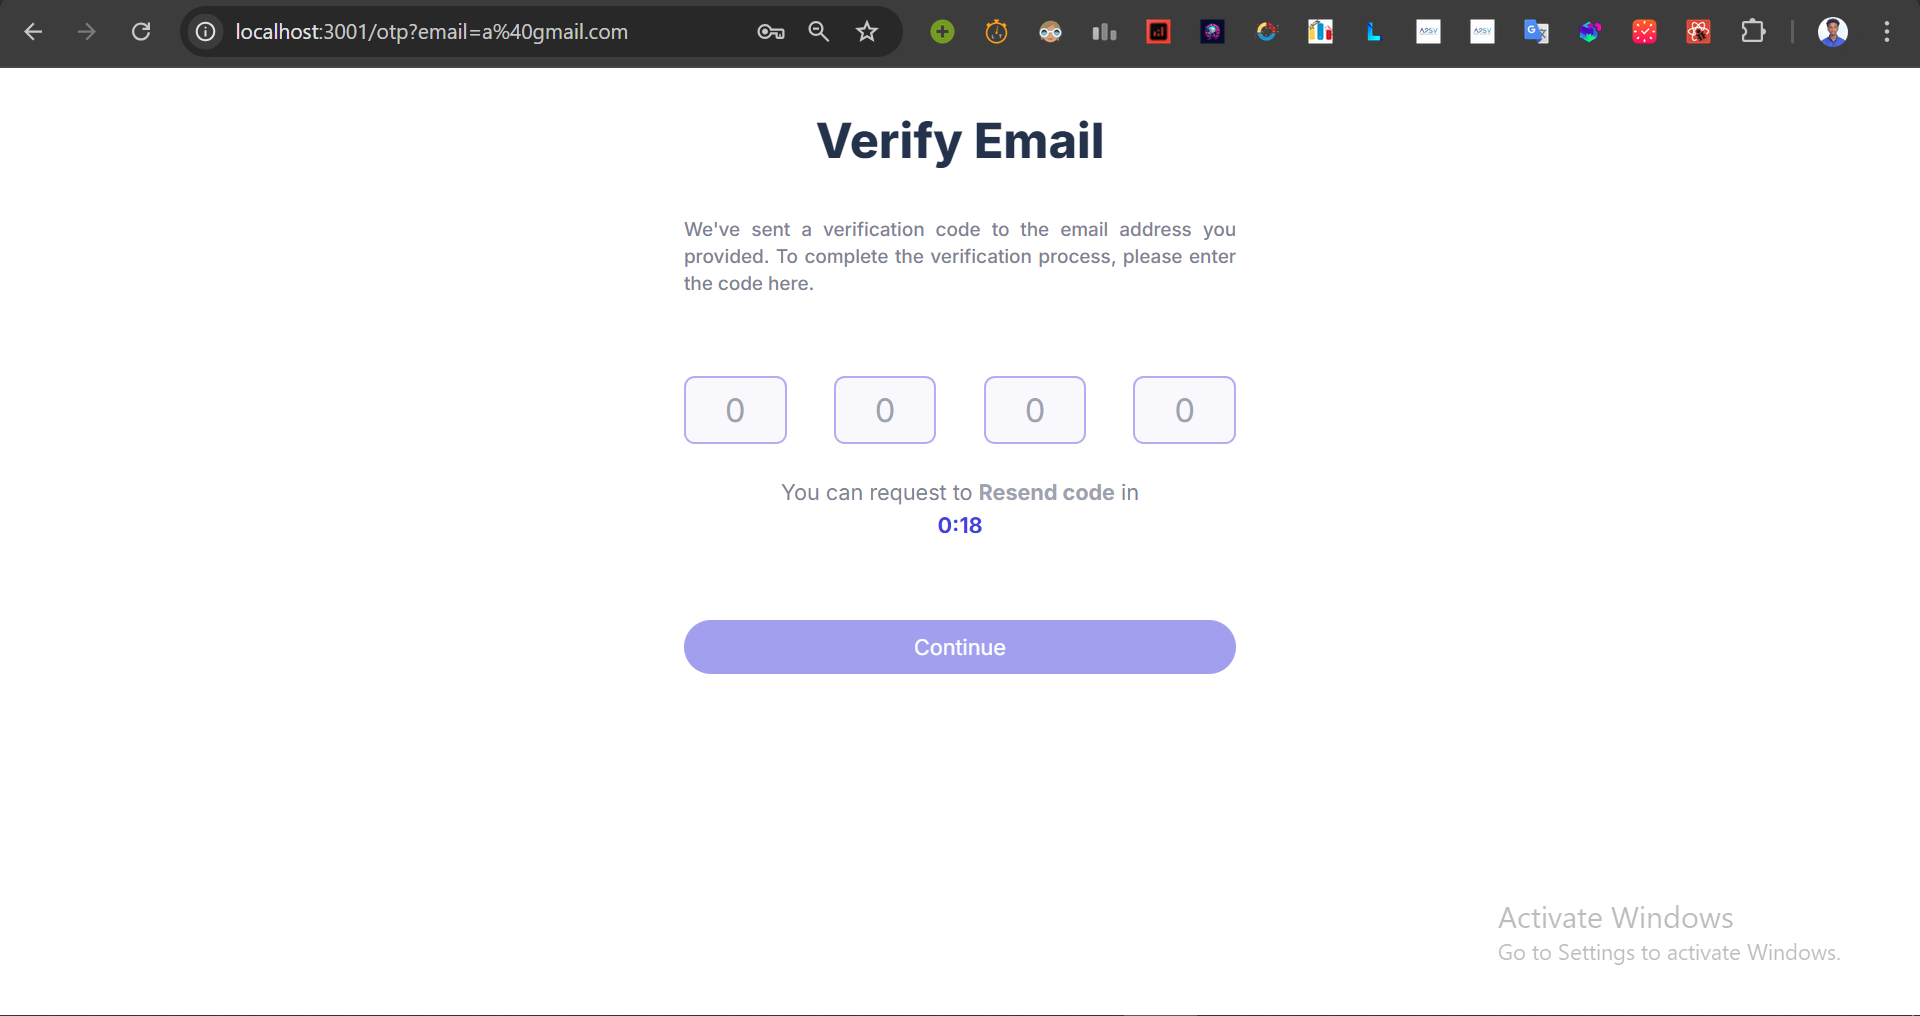 localhost:3001/otp?email=a%40gmail.com
Verify Email
We've sent a verification code to the email address you
provided. To complete the verification process, please enter
the code here.
0 0 0 0
You can request to Resend code in
0:18
Continue
Activate Windows
Go to Settings to activate Windows.